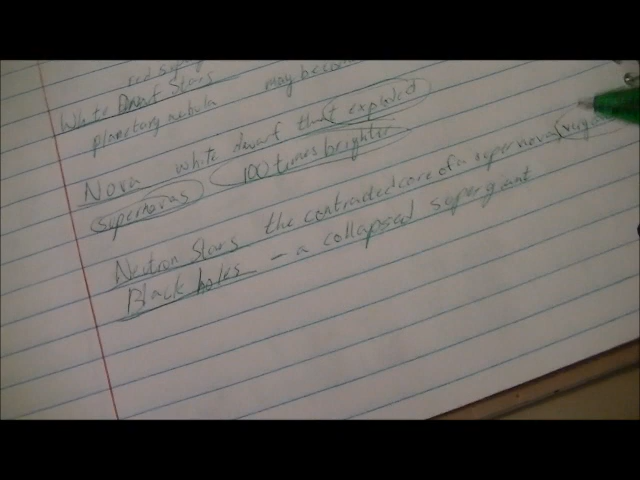 red
White Dwarf Stars may become
planetary nebula
Nova white dwarf that exploded
supernovas 100 times brighter
Neutron Stars the contracted core of a supernova
Black holes - a collapsed supergiant